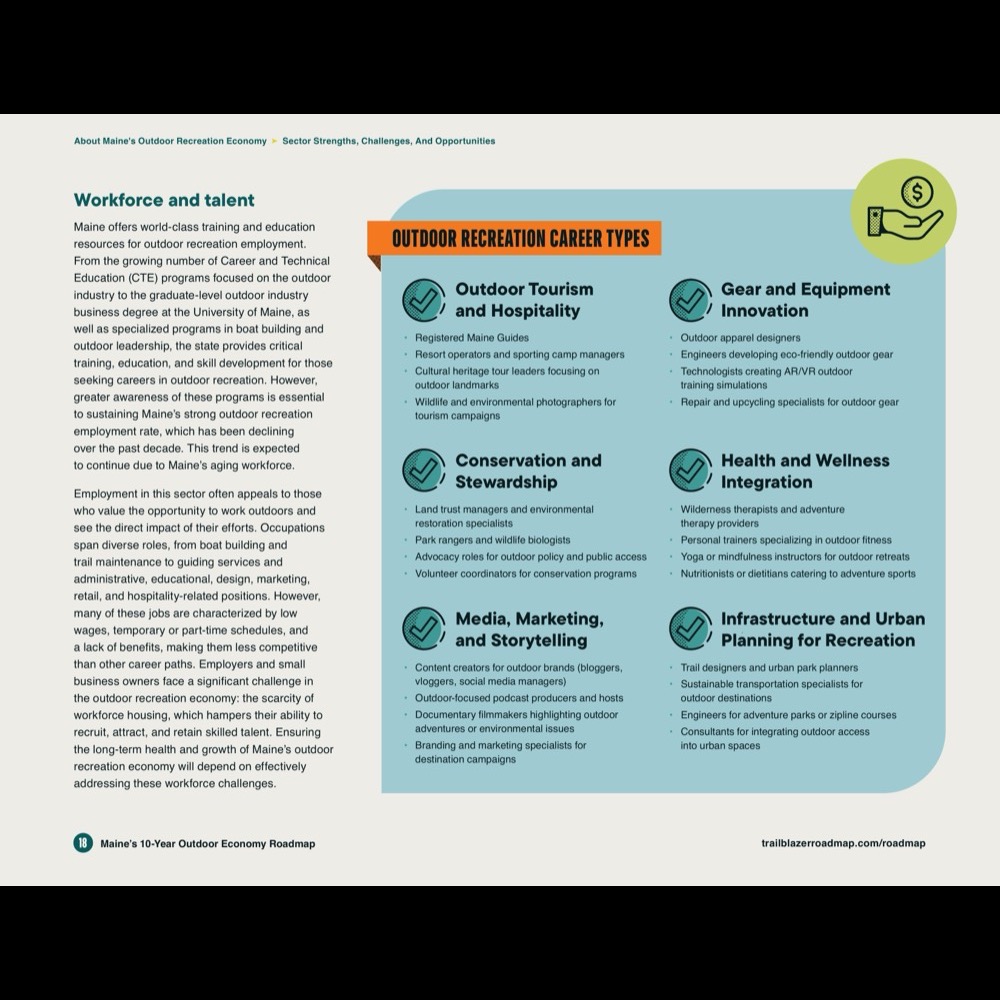 About Maine's Outdoor Recreation Economy ➤ Sector Strengths, Challenges, And Opportunities
Workforce and talent
Maine offers world-class training and education
resources for outdoor recreation employment.
From the growing number of Career and Technical
Education (CTE) programs focused on the outdoor
industry to the graduate-level outdoor industry
business degree at the University of Maine, as
well as specialized programs in boat building and
outdoor leadership, the state provides critical
training, education, and skill development for those
seeking careers in outdoor recreation. However,
greater awareness of these programs is essential
to sustaining Maine's strong outdoor recreation
employment rate, which has been declining
over the past decade. This trend is expected
to continue due to Maine's aging workforce.
Employment in this sector often appeals to those
who value the opportunity to work outdoors and
see the direct impact of their efforts. Occupations
span diverse roles, from boat building and
trail maintenance to guiding services and
administrative, educational, design, marketing,
retail, and hospitality-related positions. However,
many of these jobs are characterized by low
wages, temporary or part-time schedules, and
a lack of benefits, making them less competitive
than other career paths. Employers and small
business owners face a significant challenge in
the outdoor recreation economy: the scarcity of
workforce housing, which hampers their ability to
recruit, attract, and retain skilled talent. Ensuring
the long-term health and growth of Maine's outdoor
recreation economy will depend on effectively
addressing these workforce challenges.
$
OUTDOOR RECREATION CAREER TYPES
Outdoor Tourism
and Hospitality
· Registered Maine Guides
· Resort operators and sporting camp managers
· Cultural heritage tour leaders focusing on
outdoor landmarks
· Wildlife and environmental photographers for
tourism campaigns
Gear and Equipment
Innovation
· Outdoor apparel designers
· Engineers developing eco-friendly outdoor gear
· Technologists creating AR/VR outdoor
training simulations
· Repair and upcycling specialists for outdoor gear
Conservation and
Stewardship
· Land trust managers and environmental
restoration specialists
· Park rangers and wildlife biologists
· Advocacy roles for outdoor policy and public access
· Volunteer coordinators for conservation programs
Health and Wellness
Integration
· Wilderness therapists and adventure
therapy providers
· Personal trainers specializing in outdoor fitness
· Yoga or mindfulness instructors for outdoor retreats
· Nutritionists or dietitians catering to adventure sports
Media, Marketing,
and Storytelling
· Content creators for outdoor brands (bloggers,
vloggers, social media managers)
· Outdoor-focused podcast producers and hosts
· Documentary filmmakers highlighting outdoor
adventures or environmental issues
· Branding and marketing specialists for
destination campaigns
Infrastructure and Urban
Planning for Recreation
· Trail designers and urban park planners
· Sustainable transportation specialists for
outdoor destinations
· Engineers for adventure parks or zipline courses
· Consultants for integrating outdoor access
into urban spaces
18 Maine's 10-Year Outdoor Economy Roadmap
trailblazerroadmap.com/roadmap